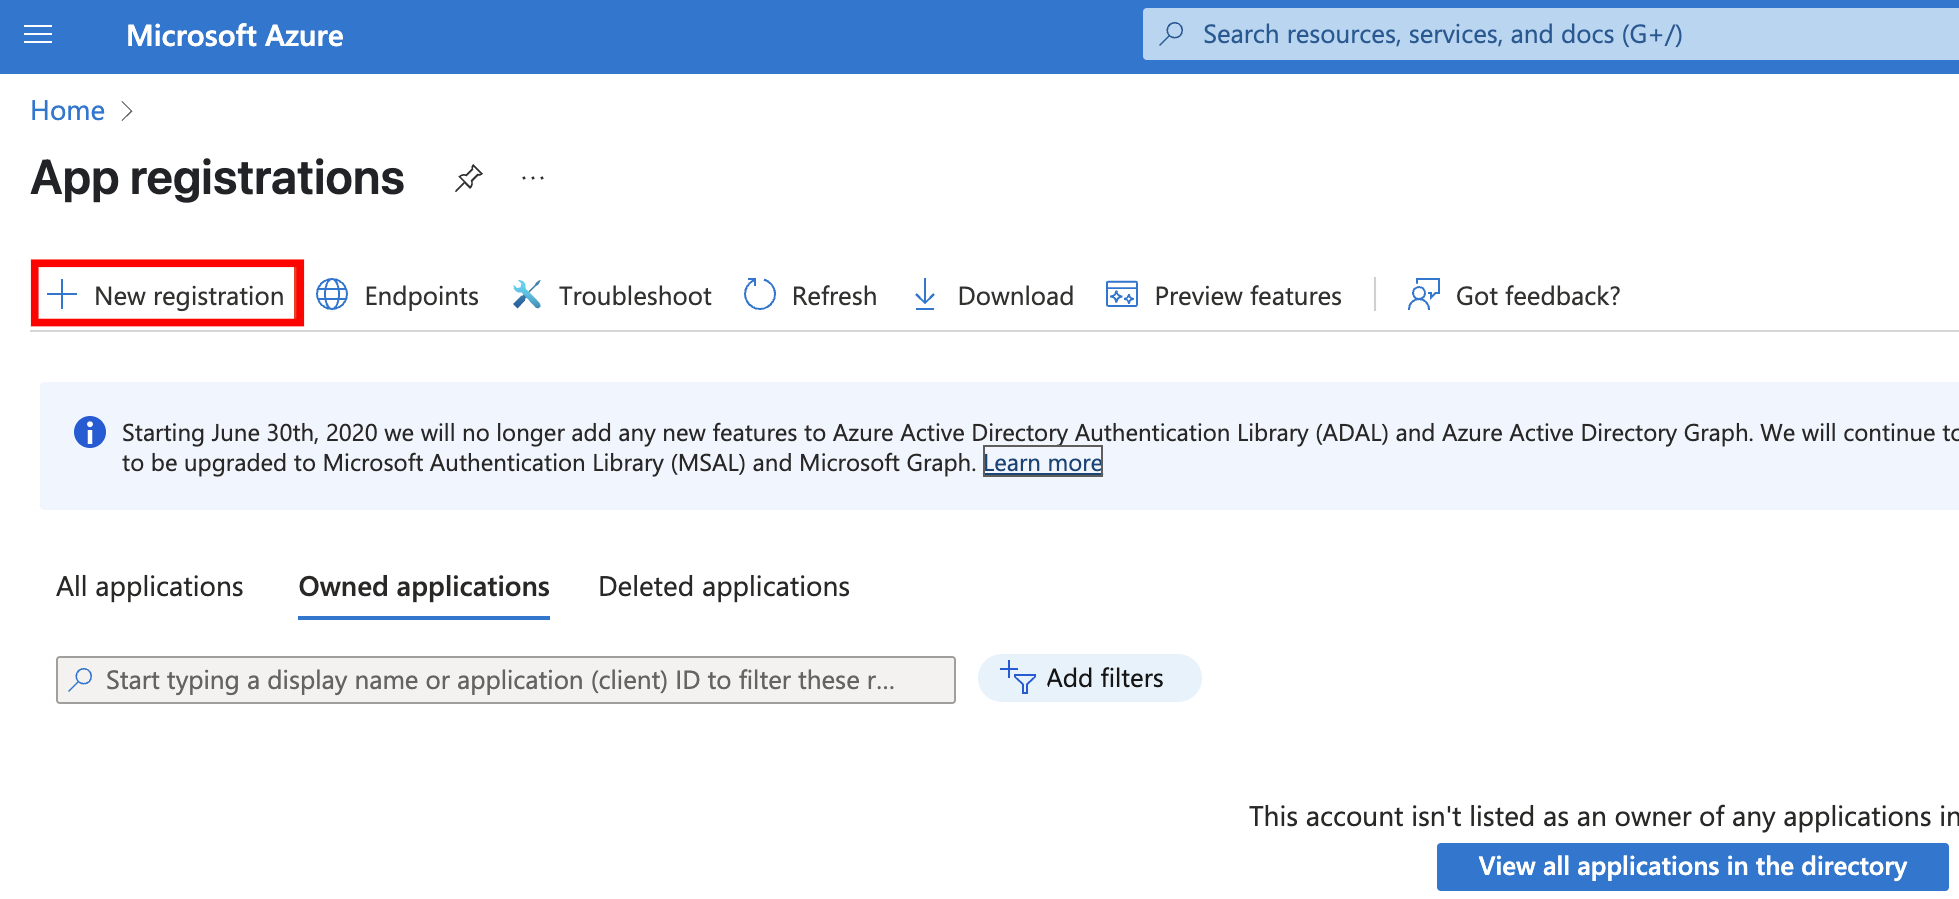 Microsoft Azure
Search resources, services, and docs (G+/)
Home
App registrations
New registration
Endpoints
Troubleshoot
Refresh
Download
Preview features
Got feedback?
Starting June 30th, 2020 we will no longer add any new features to Azure Active Directory Authentication Library (ADAL) and Azure Active Directory Graph. We will continue to
to be upgraded to Microsoft Authentication Library (MSAL) and Microsoft Graph. Learn more
All applications
Owned applications
Deleted applications
Start typing a display name or application (client) ID to filter these r...
Add filters
This account isn't listed as an owner of any applications in
View all applications in the directory